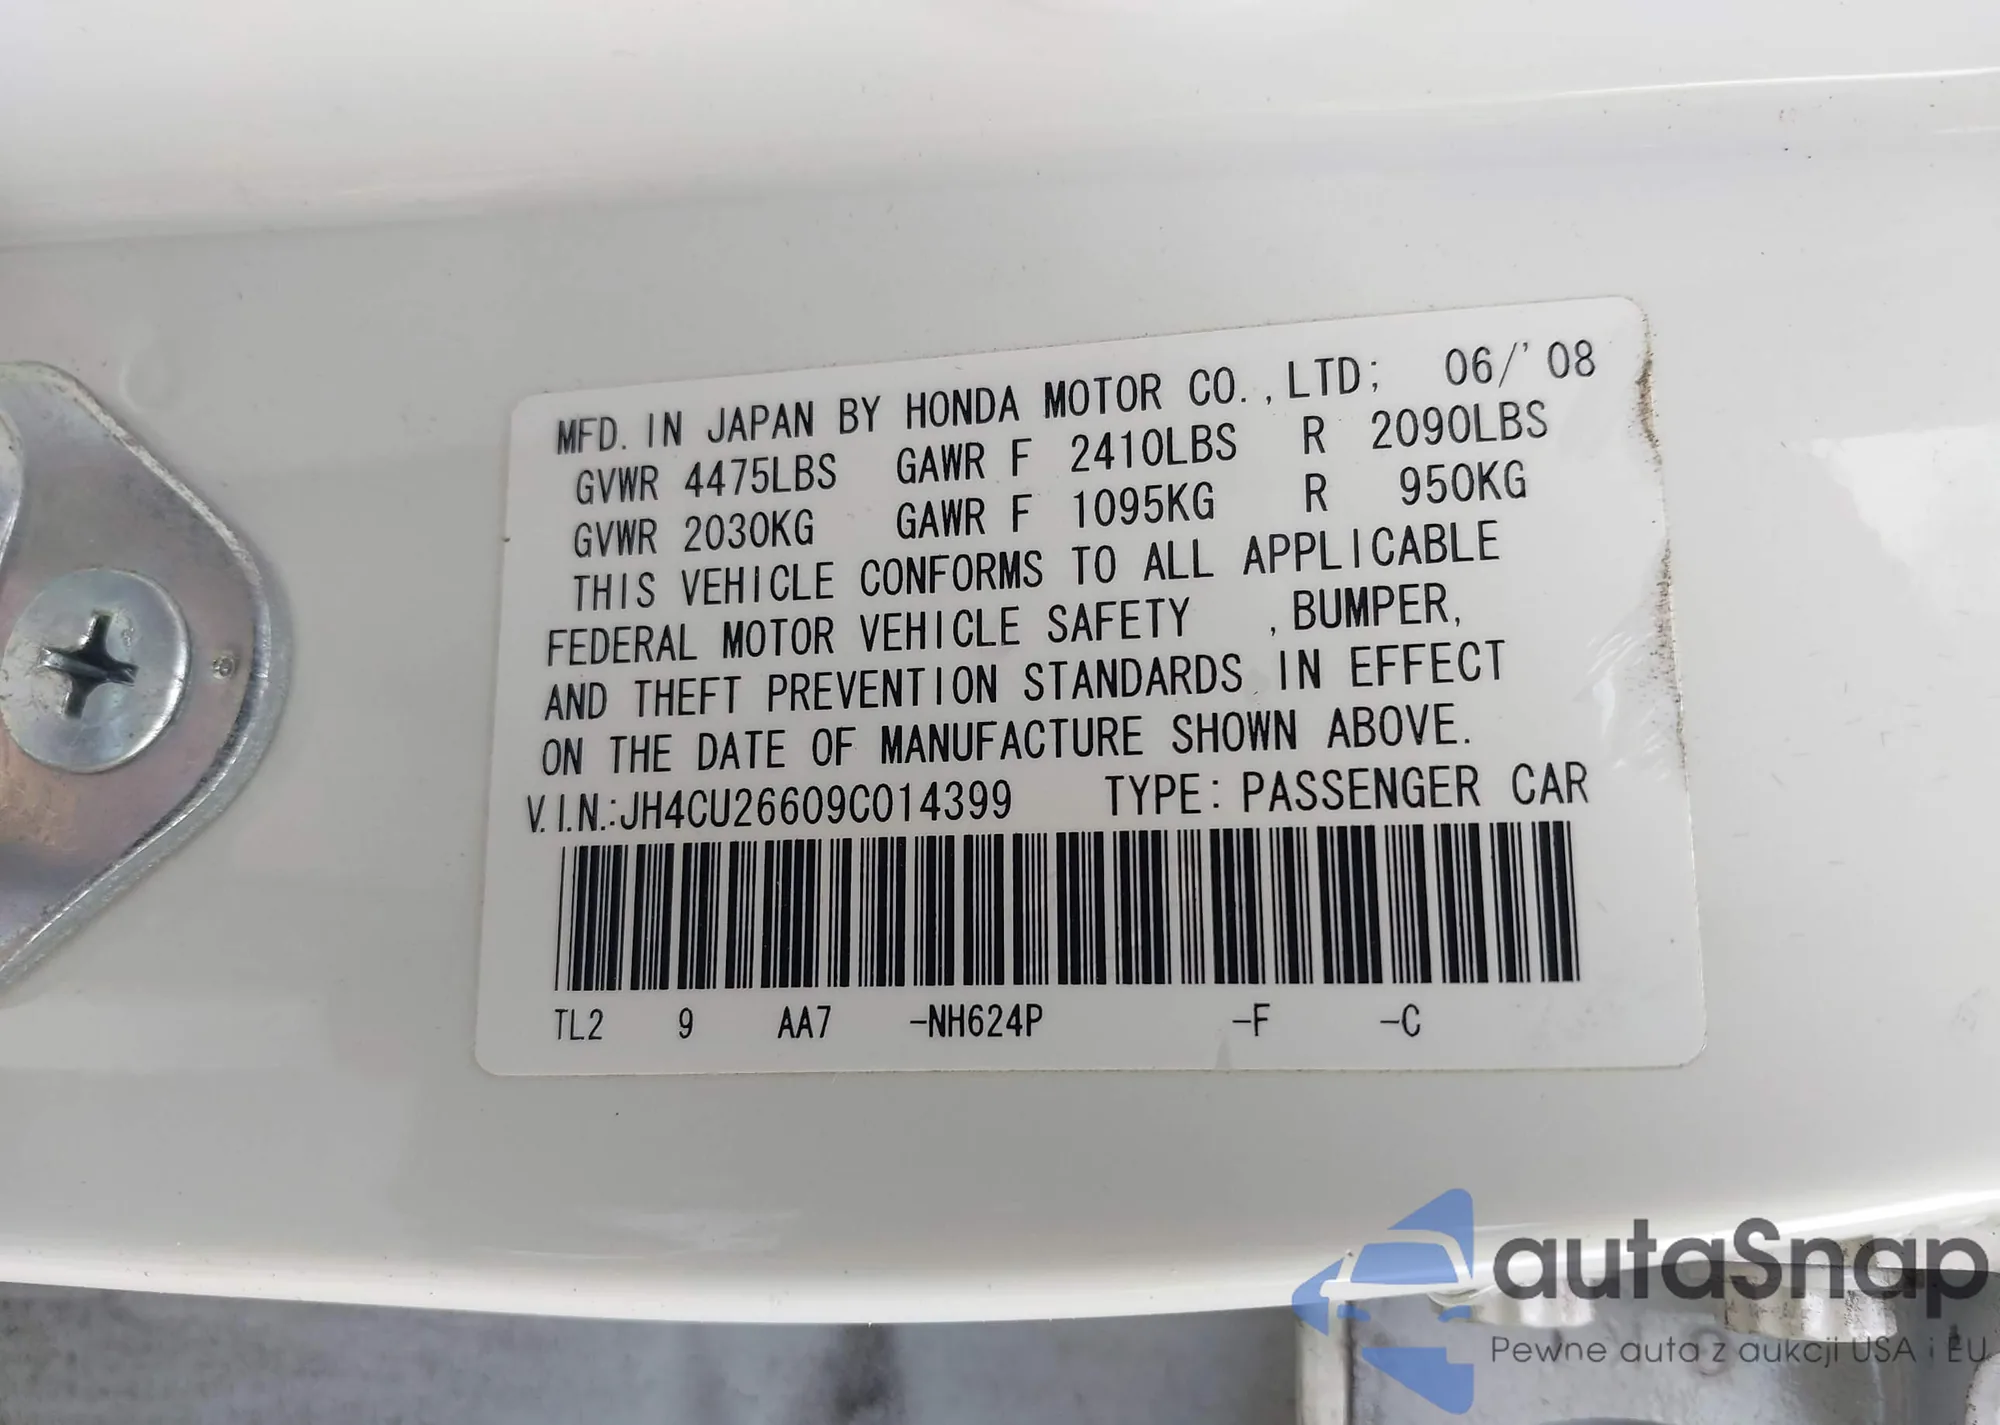 MFD. IN JAPAN BY HONDA MOTOR CO., LTD; 06/'08
GVWR 4475LBS GAWR F 2410LBS R 2090LBS
GVWR 2030KG GAWR F 1095KG R 950KG
THIS VEHICLE CONFORMS TO ALL APPLICABLE
FEDERAL MOTOR VEHICLE SAFETY , BUMPER,
AND THEFT PREVENTION STANDARDS IN EFFECT
ON THE DATE OF MANUFACTURE SHOWN ABOVE.
V.I.N.:JH4CU26609C014399 TYPE: PASSENGER CAR
TL2 9 AA7 -NH624P -F -C
autaSnap
Pewne auta z aukcji USA i EU